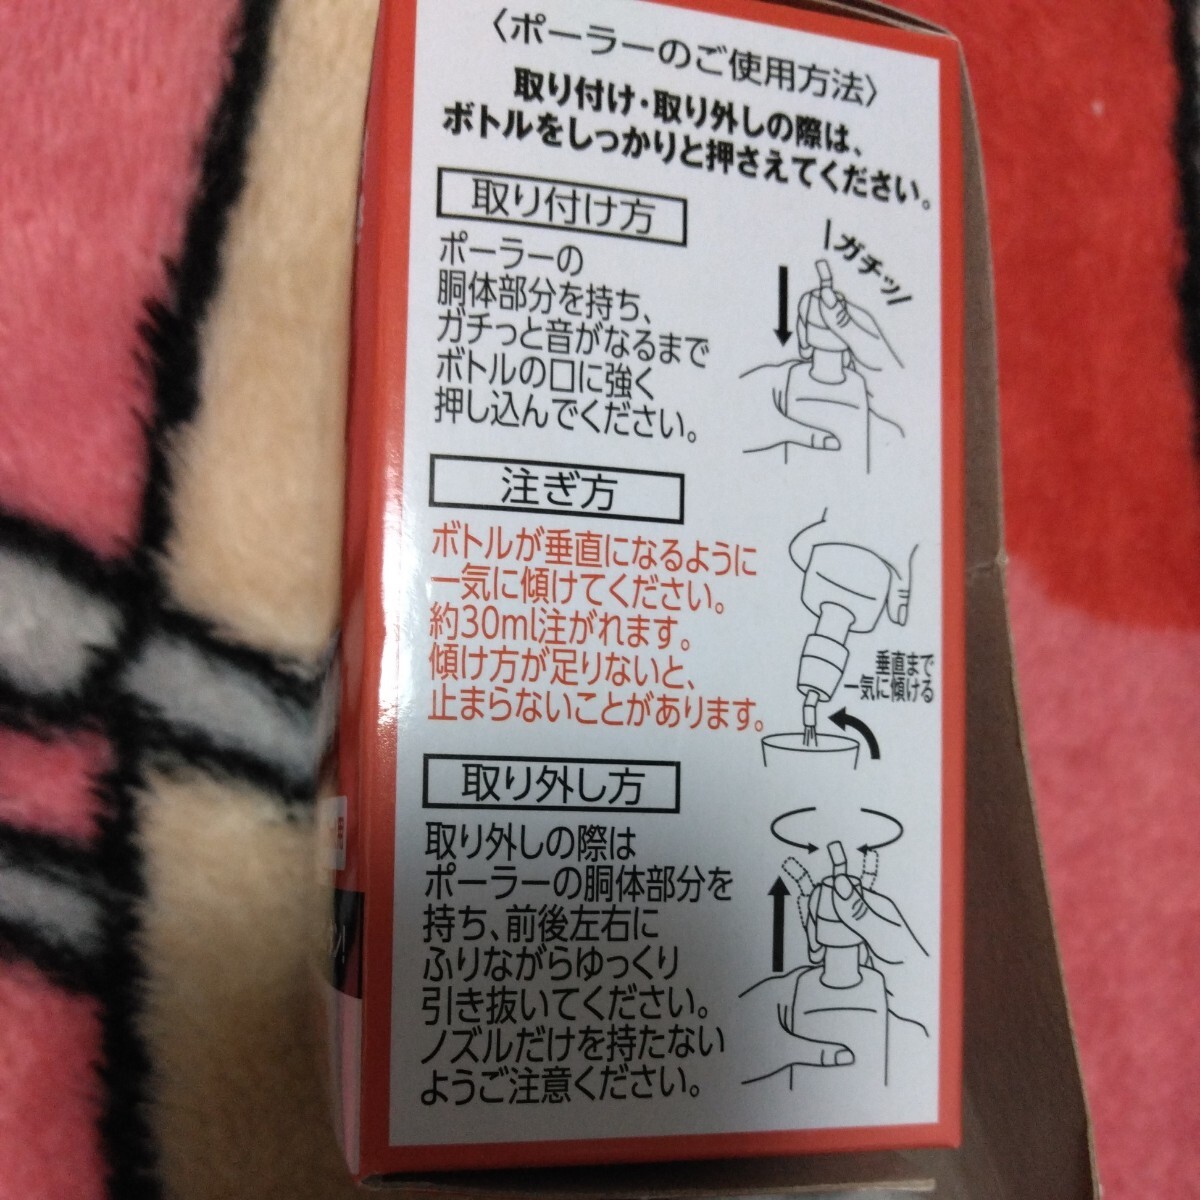 〈ポーラーのご使用方法〉
取り付け・取り外しの際は、
ボトルをしっかりと押さえてください。
取り付け方
ポーラーの
胴体部分を持ち、
ガチっと音がなるまで
ボトルの口に強く
押し込んでください。
ガチッ
注ぎ方
ボトルが垂直になるように
一気に傾けてください。
約30ml注がれます。
傾け方が足りないと、
止まらないことがあります。
垂直まで
一気に傾ける
取り外し方
取り外しの際は
ポーラーの胴体部分を
持ち、前後左右に
ふりながらゆっくり
引き抜いてください。
ノズルだけを持たない
ようご注意ください。